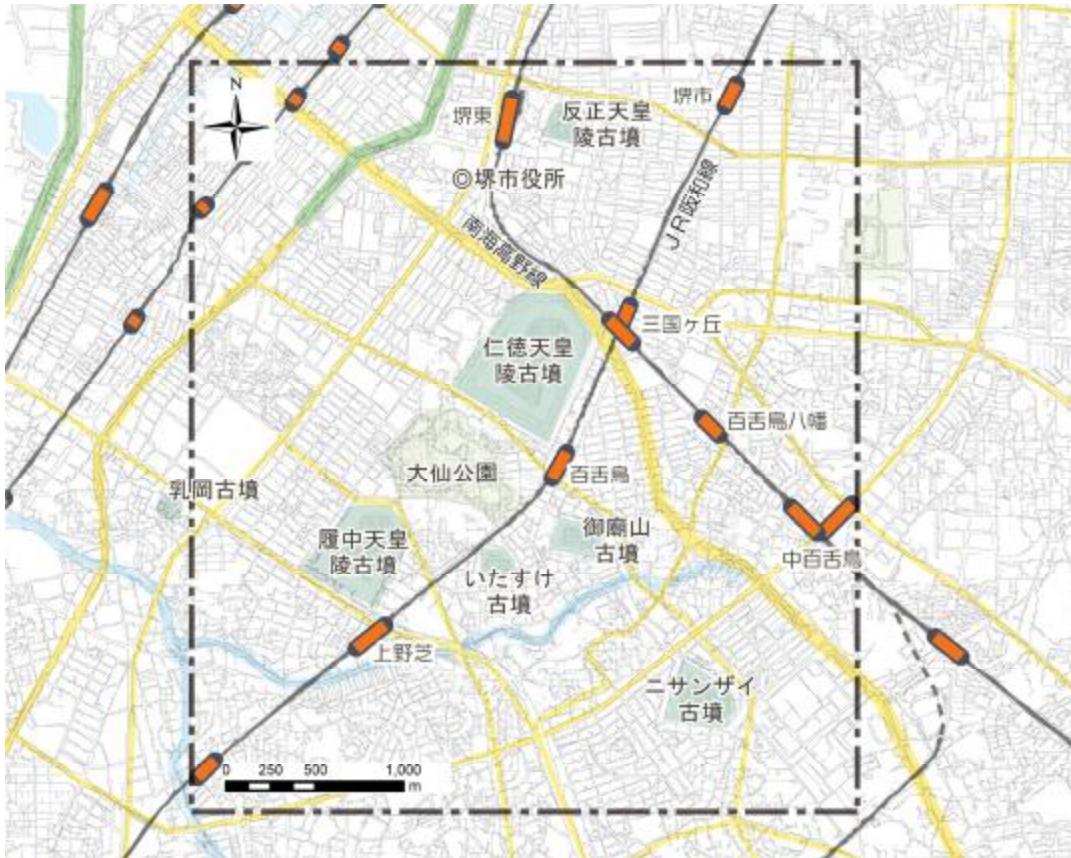 N
堺東
反正天皇
陵古墳
堺市
◎堺市役所
JR阪和線
南海高野線
三国ヶ丘
仁徳天皇
陵古墳
百舌鳥八幡
大仙公園
百舌鳥
乳岡古墳
履中天皇
陵古墳
御廟山
古墳
中百舌鳥
いたすけ
古墳
上野芝
ニサンザイ
古墳
0 250 500 1,000
m